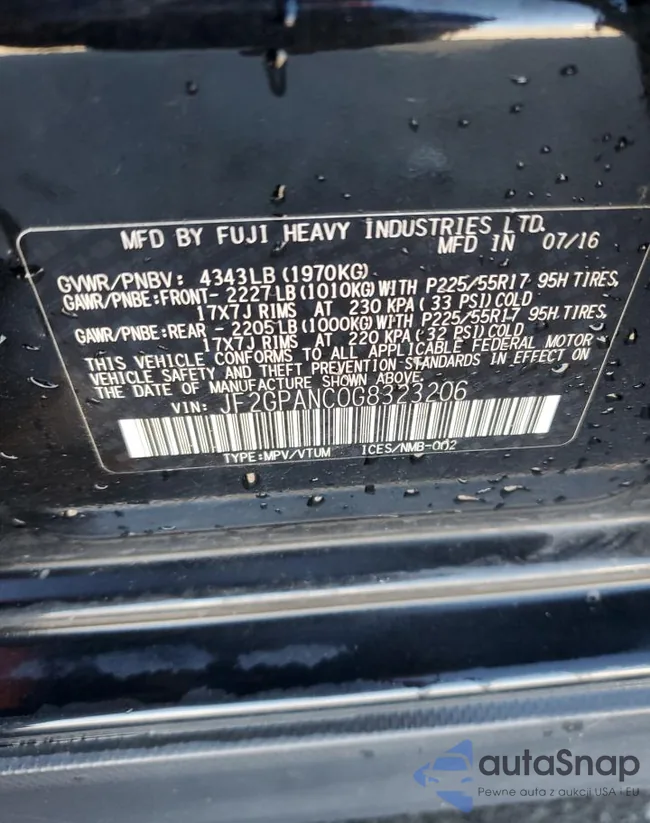 MFD BY FUJI HEAVY INDUSTRIES LTD.
MFD IN 07/16
GVWR/PNBV: 4343LB (1970KG)
GAWR/PNBE:FRONT- 2227LB (1010KG) WITH P225/55R17 95H TIRES,
17x7J RIMS AT 230 KPA ( 33 PSI) COLD
GAWR/PNBE:REAR - 2205LB (1000KG) WITH P225/55R17 95H TIRES,
17x7J RIMS AT 220 KPA ( 32 PSI) COLD
THIS VEHICLE CONFORMS TO ALL APPLICABLE FEDERAL MOTOR
VEHICLE SAFETY AND THEFT PREVENTION STANDARDS IN EFFECT ON
THE DATE OF MANUFACTURE SHOWN ABOVE.
VIN: JF2GPANC0G8323206
TYPE:MPV/VTUM ICES/NMB-002
autoSnap
Pewne auta z aukcji USA i EU